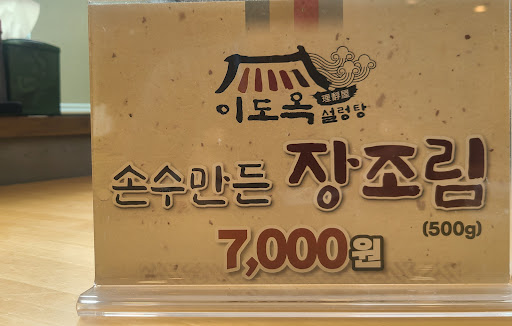 이도옥 설렁탕
손수만든 장조림
(500g)
7,000원